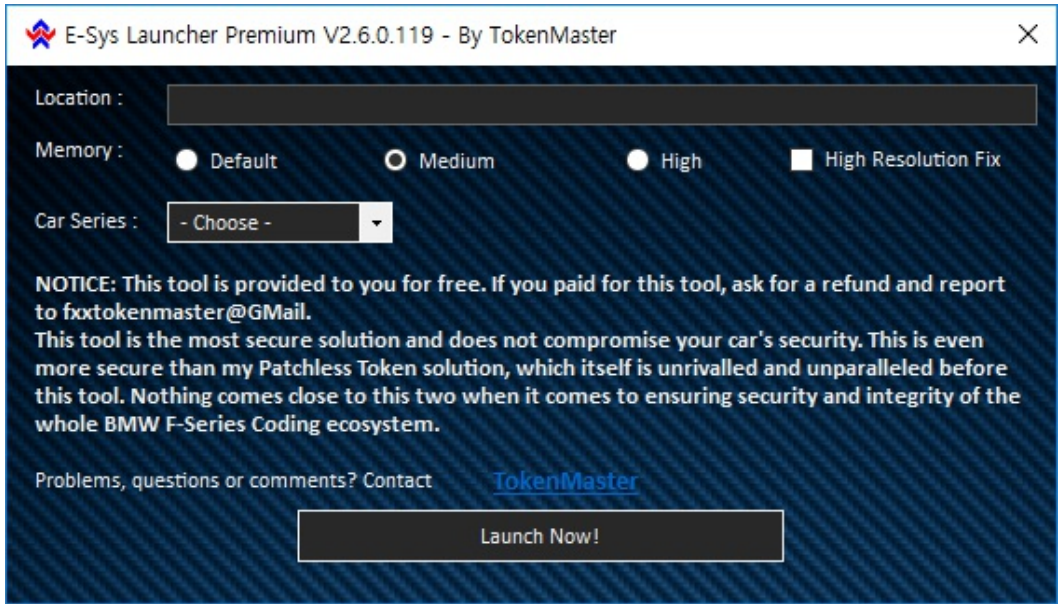 E-Sys Launcher Premium V2.6.0.119 - By TokenMaster
Location :
Memory : Default Medium High High Resolution Fix
Car Series : - Choose -
NOTICE: This tool is provided to you for free. If you paid for this tool, ask for a refund and report
to fxxtokenmaster@GMail.
This tool is the most secure solution and does not compromise your car's security. This is even
more secure than my Patchless Token solution, which itself is unrivalled and unparalleled before
this tool. Nothing comes close to this two when it comes to ensuring security and integrity of the
whole BMW F-Series Coding ecosystem.
Problems, questions or comments? Contact TokenMaster
Launch Now!